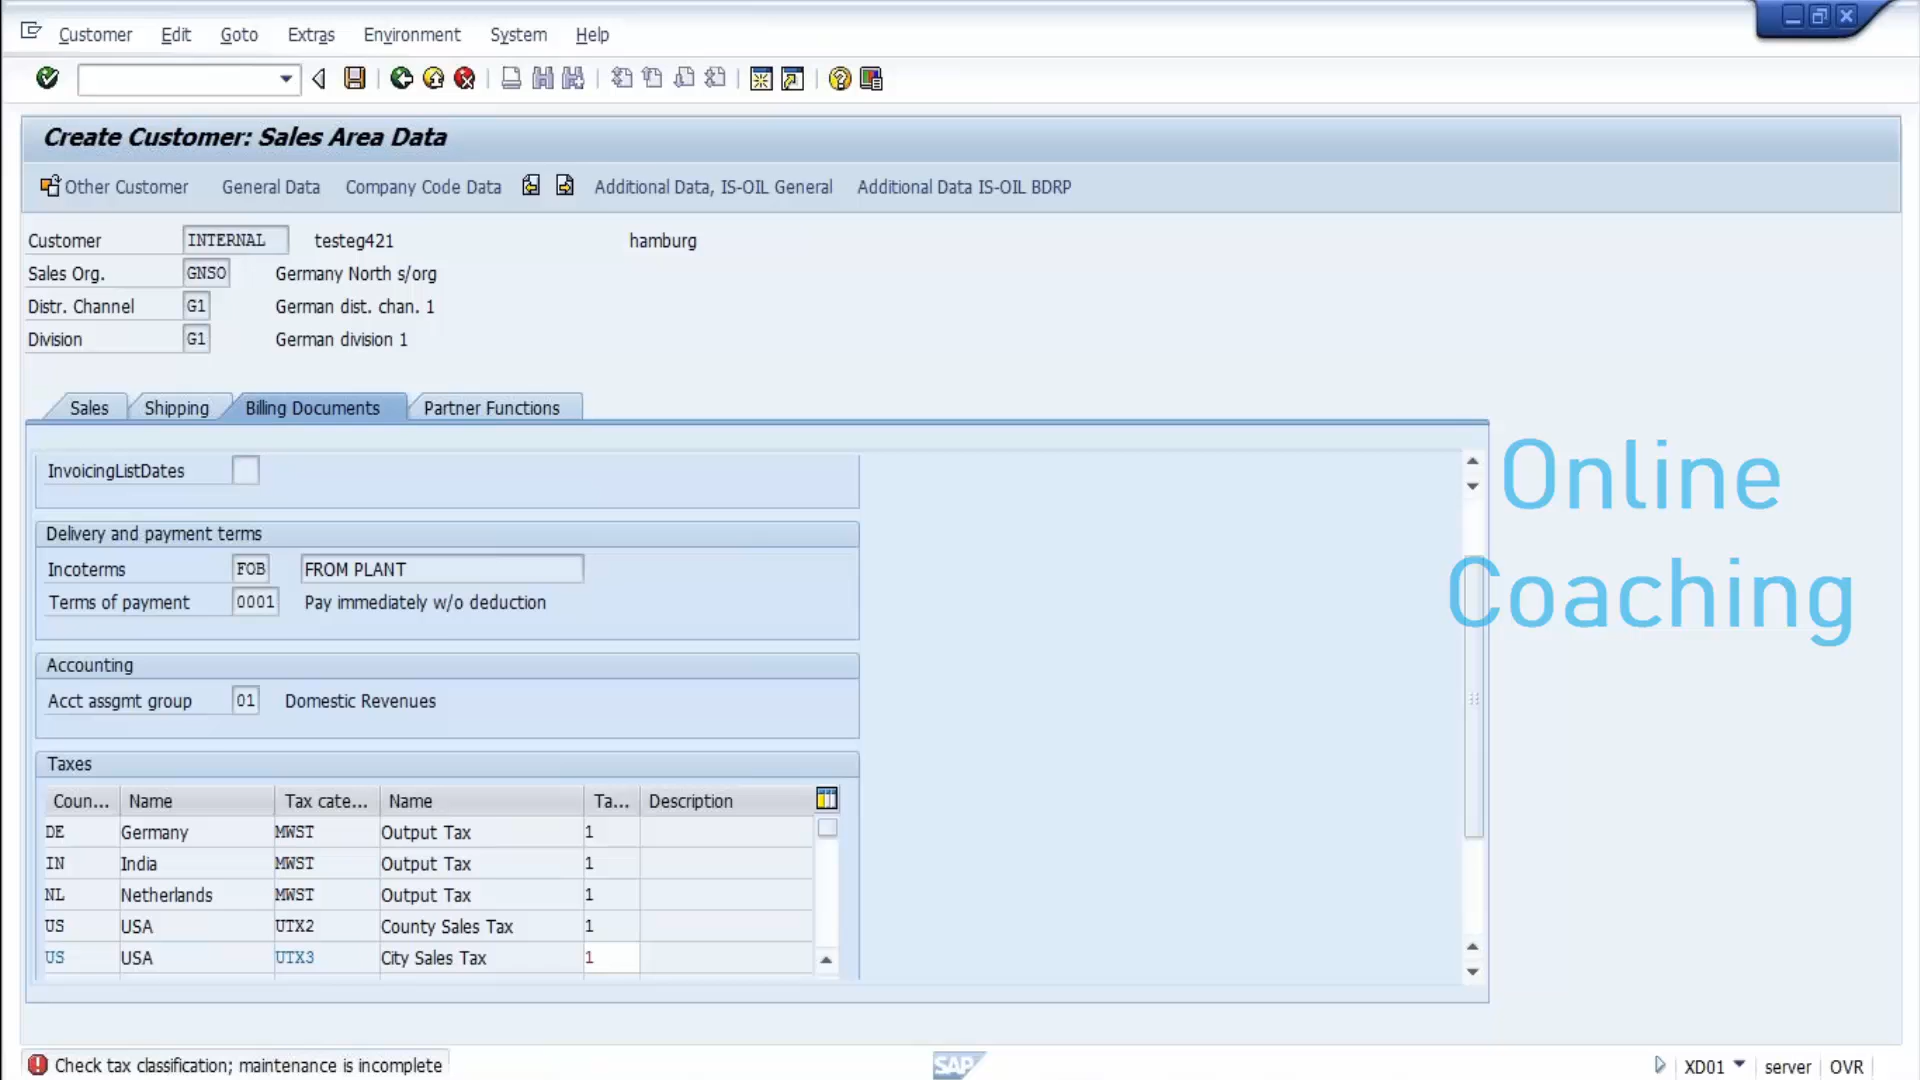 Customer Edit Goto Extras Environment System Help
Create Customer: Sales Area Data
Other Customer General Data Company Code Data Additional Data, IS-OIL General Additional Data IS-OIL BDRP
Customer INTERNAL testeg421 hamburg
Sales Org. GNSO Germany North s/org
Distr. Channel G1 German dist. chan. 1
Division G1 German division 1
Sales Shipping Billing Documents Partner Functions
InvoicingListDates
Delivery and payment terms
Incoterms FOB FROM PLANT
Terms of payment 0001 Pay immediately w/o deduction
Accounting
Acct assgmt group 01 Domestic Revenues
Taxes
Coun... Name Tax cate... Name Ta... Description
DE Germany MWST Output Tax 1
IN India MWST Output Tax 1
NL Netherlands MWST Output Tax 1
US USA UTX2 County Sales Tax 1
US USA UTX3 City Sales Tax 1
Online
Coaching
Check tax classification; maintenance is incomplete SAP XD01 server OVR